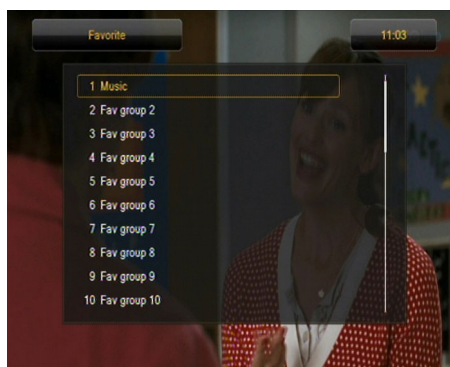 Favorite
11:03
1 Music
2 Fav group 2
3 Fav group 3
4 Fav group 4
5 Fav group 5
6 Fav group 6
7 Fav group 7
8 Fav group 8
9 Fav group 9
10 Fav group 10